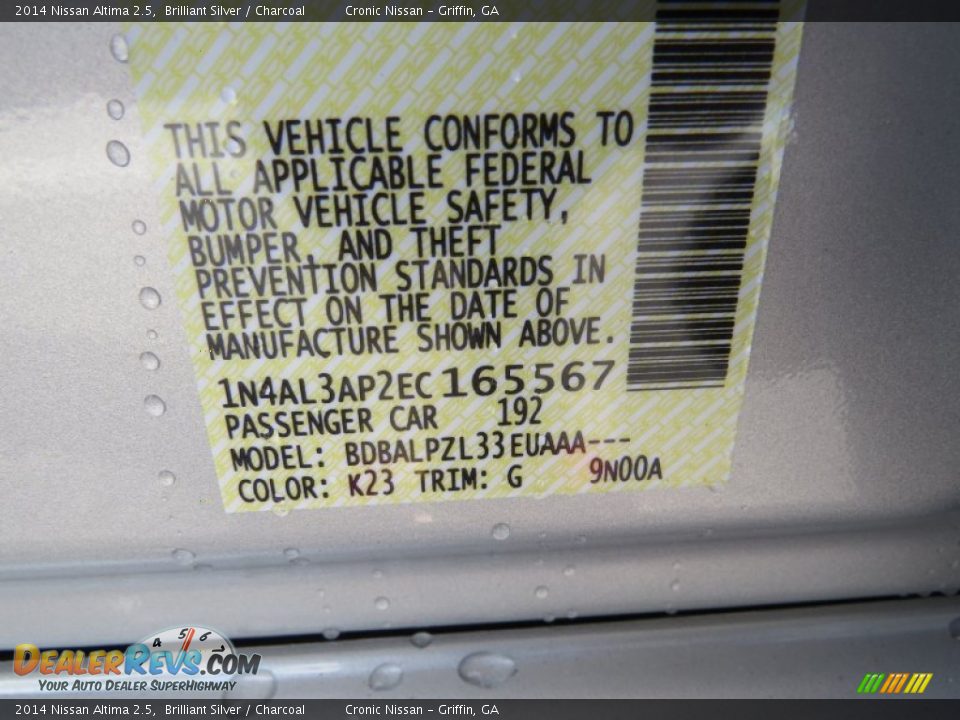 2014 Nissan Altima 2.5,  Brilliant Silver / Charcoal          Cronic Nissan - Griffin, GA
THIS VEHICLE CONFORMS TO
ALL APPLICABLE FEDERAL
MOTOR VEHICLE SAFETY,
BUMPER, AND THEFT
PREVENTION STANDARDS IN
EFFECT ON THE DATE OF
MANUFACTURE SHOWN ABOVE.
1N4AL3AP2EC165567
PASSENGER CAR    192
MODEL: BDBALPZL33EUAAA---
COLOR: K23 TRIM: G    9N00A
4 5 6
DealerRevs.com
Your Auto Dealer SuperHighway
2014 Nissan Altima 2.5,  Brilliant Silver / Charcoal          Cronic Nissan - Griffin, GA